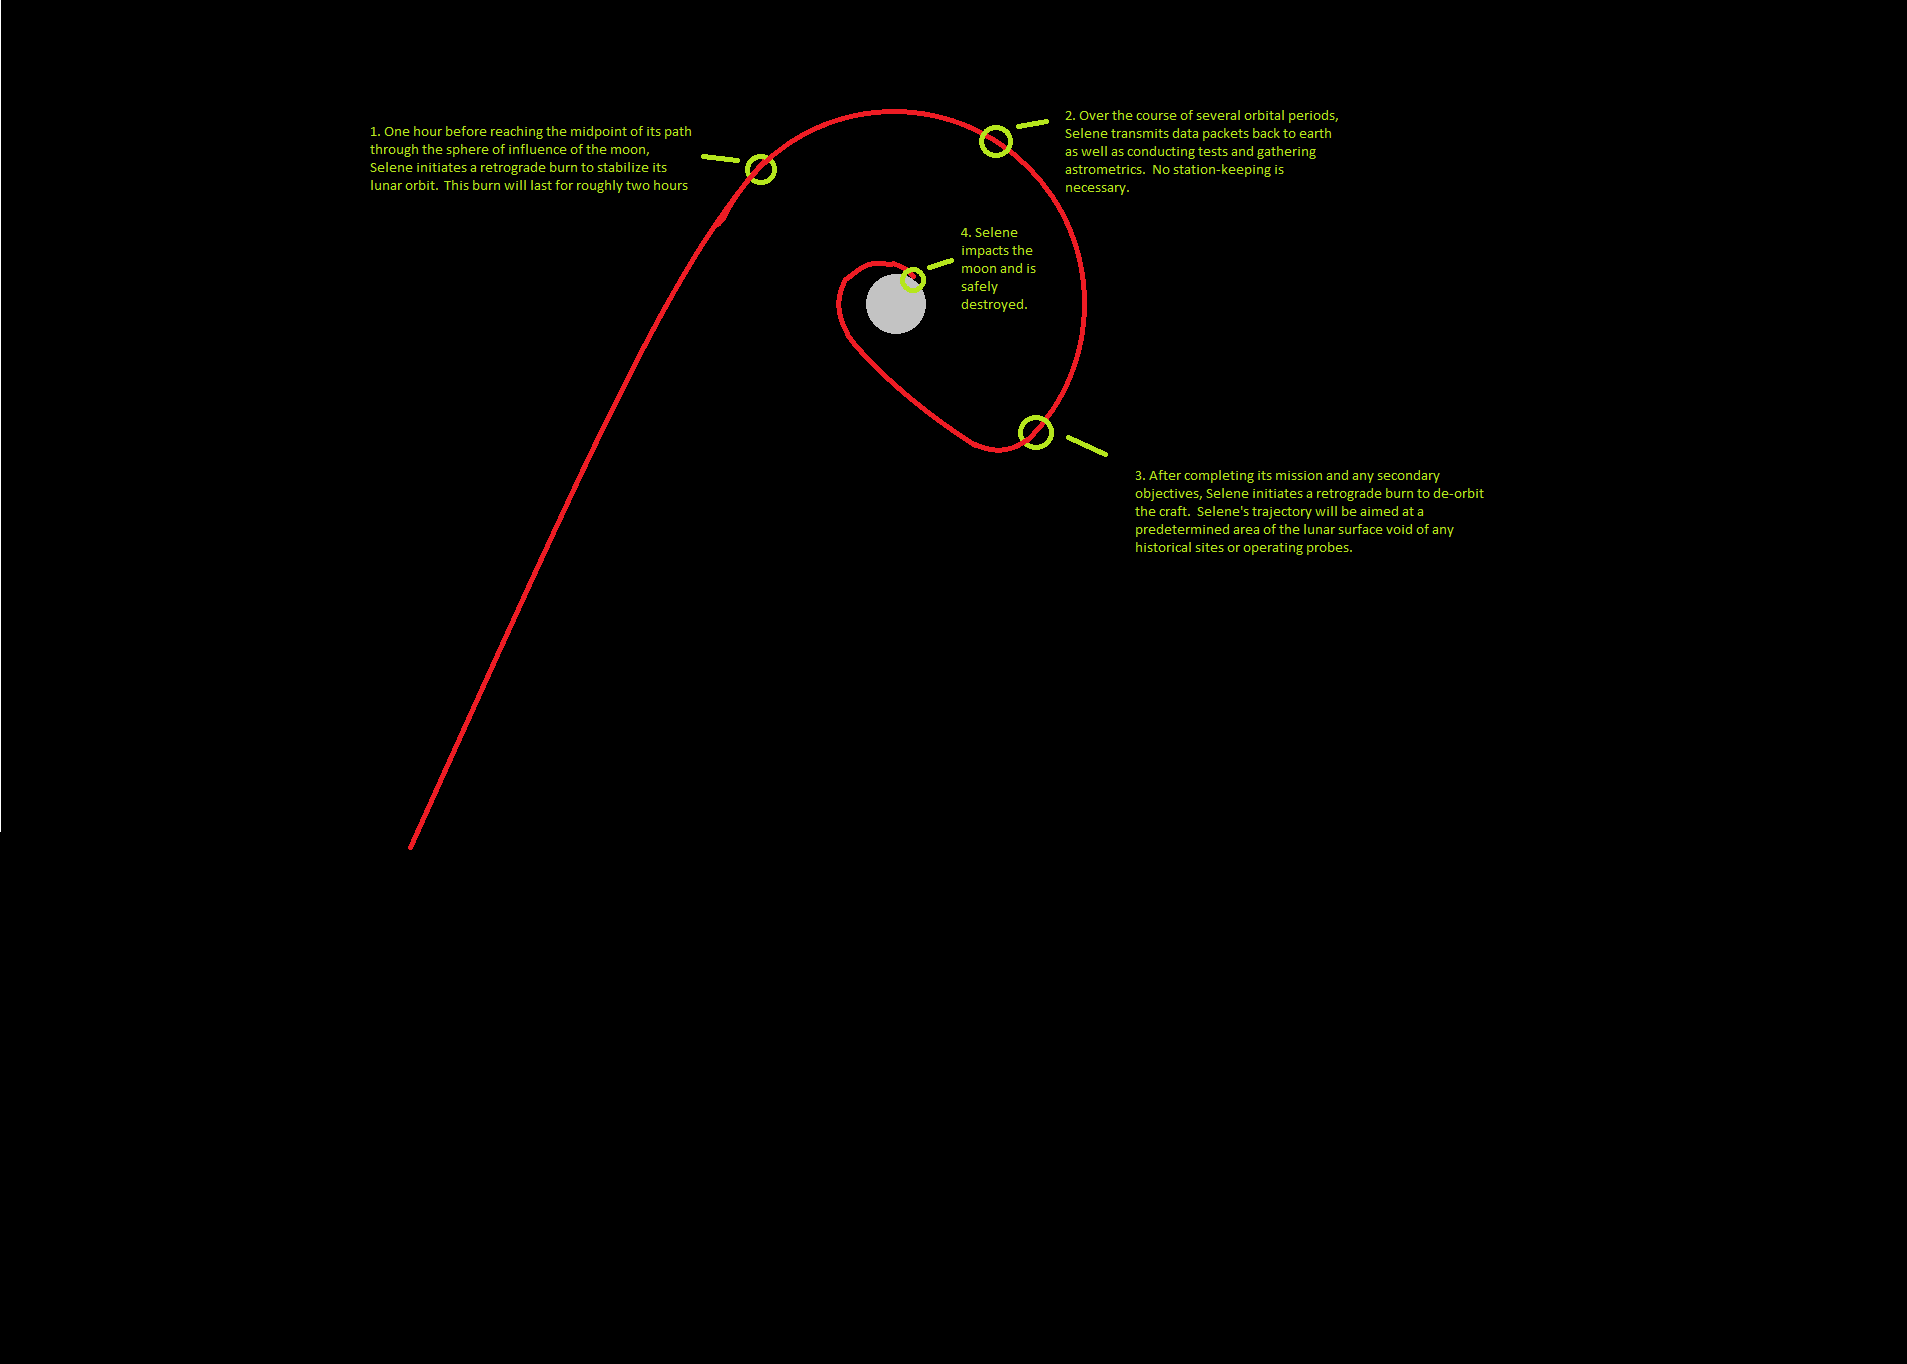 1. One hour before reaching the midpoint of its path
through the sphere of influence of the moon,
Selene initiates a retrograde burn to stabilize its
lunar orbit.  This burn will last for roughly two hours
2. Over the course of several orbital periods,
Selene transmits data packets back to earth
as well as conducting tests and gathering
astrometrics.  No station-keeping is
necessary.
4. Selene
impacts the
moon and is
safely
destroyed.
3. After completing its mission and any secondary
objectives, Selene initiates a retrograde burn to de-orbit
the craft.  Selene's trajectory will be aimed at a
predetermined area of the lunar surface void of any
historical sites or operating probes.